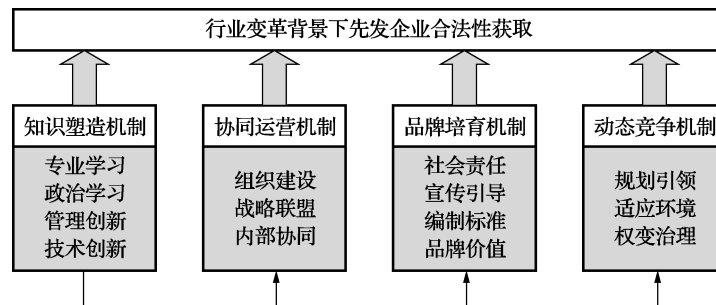 行业变革背景下先发企业合法性获取
知识塑造机制
专业学习
政治学习
管理创新
技术创新
协同运营机制
组织建设
战略联盟
内部协同
品牌培育机制
社会责任
宣传引导
编制标准
品牌价值
动态竞争机制
规划引领
适应环境
权变治理